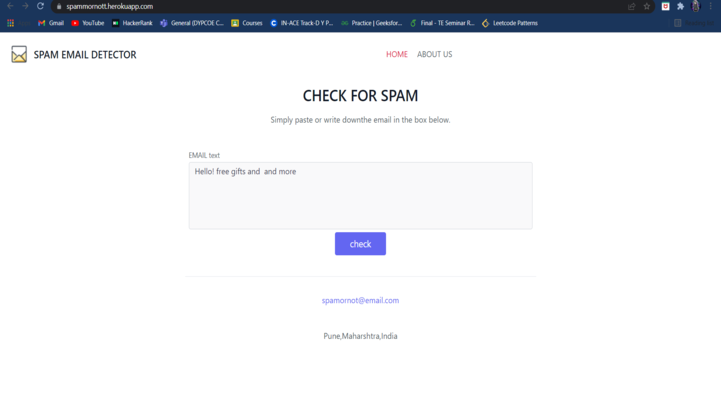 spammornott.herokuapp.com
Gmail YouTube HackerRank General (DYPCOE C... Courses IN-ACE Track-D Y P... Practice | Geeksfor... Final - TE Seminar R... Leetcode Patterns
SPAM EMAIL DETECTOR HOME ABOUT US
CHECK FOR SPAM
Simply paste or write downthe email in the box below.
EMAIL text
Hello! free gifts and  and more
check
spamornot@email.com
Pune,Maharshtra,India